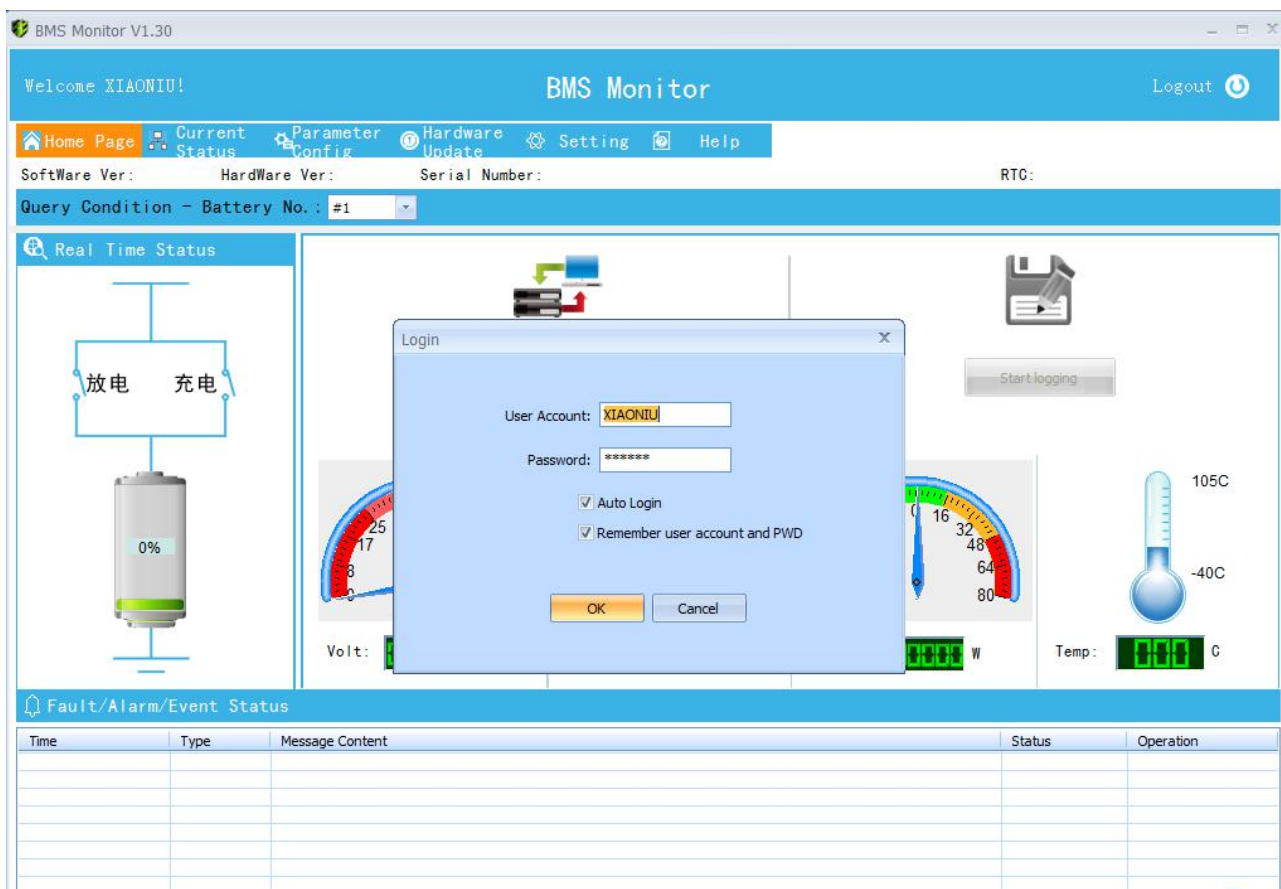 BMS Monitor V1.30
Welcome XIAONIU!
BMS Monitor
Logout
Home Page
Current Status
Parameter Config
Hardware Update
Setting
Help
SoftWare Ver:
HardWare Ver:
Serial Number:
RTC:
Query Condition - Battery No.: #1
Real Time Status
放电 充电
0%
Start logging
Login
x
User Account: XIAONIU
Password: ******
Auto Login
Remember user account and PWD
OK Cancel
25
17
8
0
0
16
32
48
64
80
105C
-40C
Volt:
W
Temp:
C
Fault/Alarm/Event Status
Time Type Message Content Status Operation